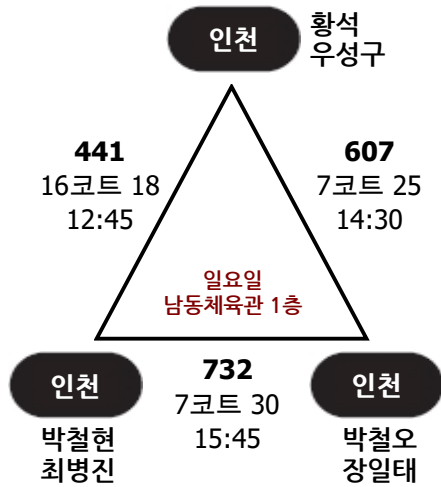 인천
황석
우성구
441
16코트 18
12:45
607
7코트 25
14:30
일요일
남동체육관 1층
인천
박철현
최병진
732
7코트 30
15:45
인천
박철오
장일태